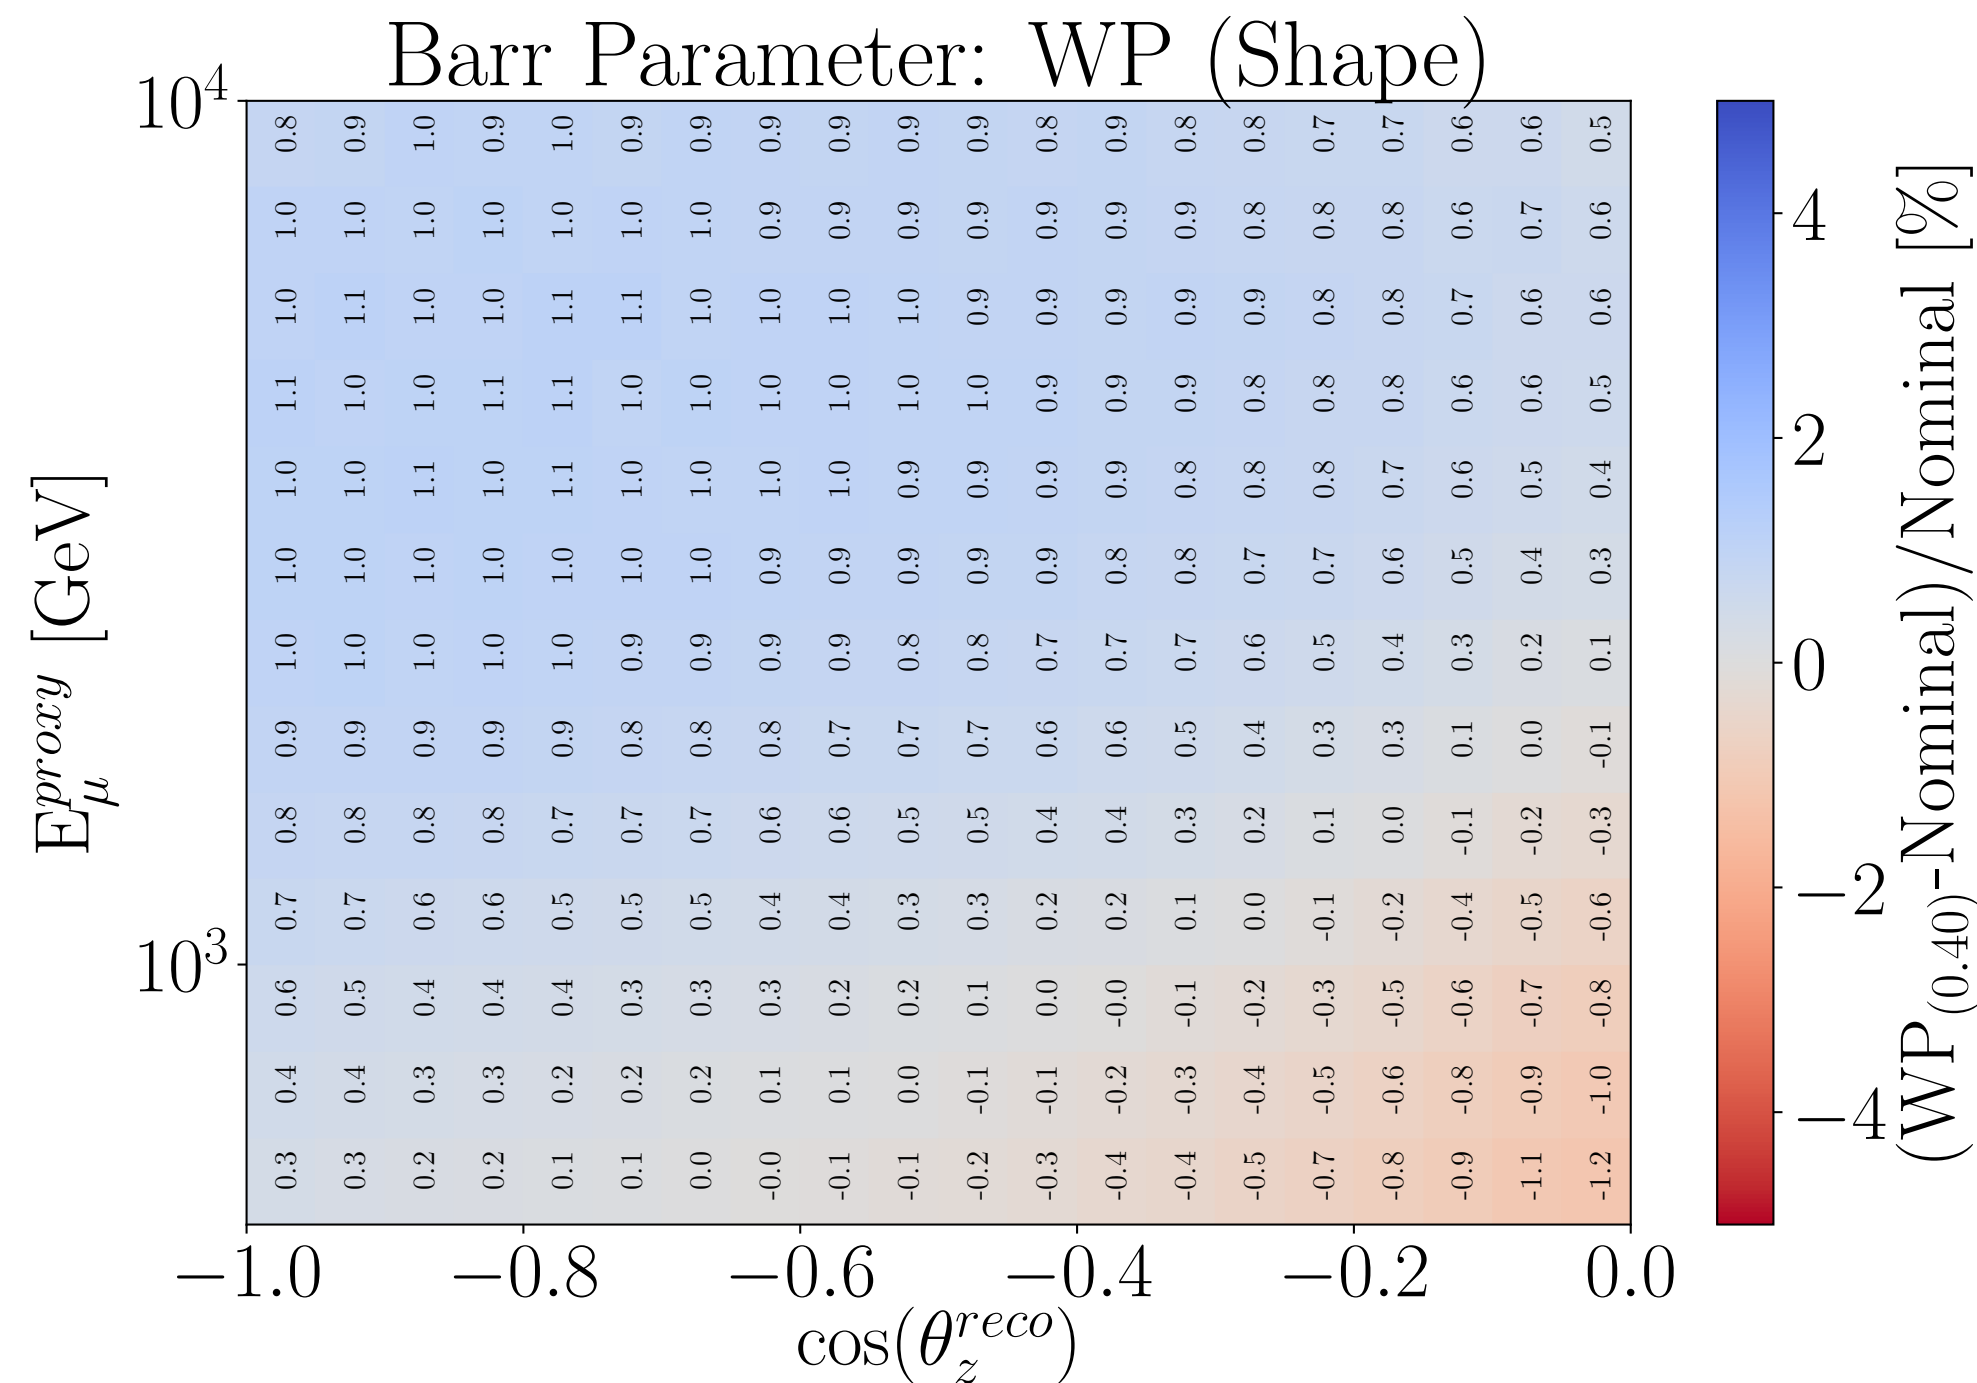 Barr Parameter: WP (Shape)
10^4
0.8 0.9 1.0 0.9 1.0 0.9 0.9 0.9 0.9 0.9 0.9 0.8 0.9 0.8 0.8 0.7 0.7 0.6 0.6 0.5
1.0 1.0 1.0 1.0 1.0 1.0 1.0 0.9 0.9 0.9 0.9 0.9 0.9 0.9 0.8 0.8 0.8 0.6 0.7 0.6
1.0 1.1 1.0 1.0 1.1 1.1 1.0 1.0 1.0 1.0 0.9 0.9 0.9 0.9 0.9 0.8 0.8 0.7 0.6 0.6
1.1 1.0 1.0 1.1 1.1 1.0 1.0 1.0 1.0 1.0 1.0 0.9 0.9 0.9 0.8 0.8 0.8 0.6 0.6 0.5
1.0 1.0 1.1 1.0 1.1 1.0 1.0 1.0 1.0 0.9 0.9 0.9 0.9 0.8 0.8 0.8 0.7 0.6 0.5 0.4
1.0 1.0 1.0 1.0 1.0 1.0 1.0 0.9 0.9 0.9 0.9 0.9 0.8 0.8 0.7 0.7 0.6 0.5 0.4 0.3
1.0 1.0 1.0 1.0 1.0 0.9 0.9 0.9 0.9 0.8 0.8 0.7 0.7 0.7 0.6 0.5 0.4 0.3 0.2 0.1
0.9 0.9 0.9 0.9 0.9 0.8 0.8 0.8 0.7 0.7 0.7 0.6 0.6 0.5 0.4 0.3 0.3 0.1 0.0 -0.1
0.8 0.8 0.8 0.8 0.7 0.7 0.7 0.6 0.6 0.5 0.5 0.4 0.4 0.3 0.2 0.1 0.0 -0.1 -0.2 -0.3
0.7 0.7 0.6 0.6 0.5 0.5 0.5 0.4 0.4 0.3 0.3 0.2 0.2 0.1 0.0 -0.1 -0.2 -0.4 -0.5 -0.6
10^3
0.6 0.5 0.4 0.4 0.4 0.3 0.3 0.3 0.2 0.2 0.1 0.0 -0.0 -0.1 -0.2 -0.3 -0.5 -0.6 -0.7 -0.8
0.4 0.4 0.3 0.3 0.2 0.2 0.2 0.1 0.1 0.0 -0.1 -0.1 -0.2 -0.3 -0.4 -0.5 -0.6 -0.8 -0.9 -1.0
0.3 0.3 0.2 0.2 0.1 0.1 0.0 -0.0 -0.1 -0.1 -0.2 -0.3 -0.4 -0.4 -0.5 -0.7 -0.8 -0.9 -1.1 -1.2
−1.0 −0.8 −0.6 −0.4 −0.2 0.0
cos(θ_z^{reco})
E_μ^{proxy} [GeV]
4
2
0
−2
−4
(WP_{(0.40)}-Nominal)/Nominal [%]